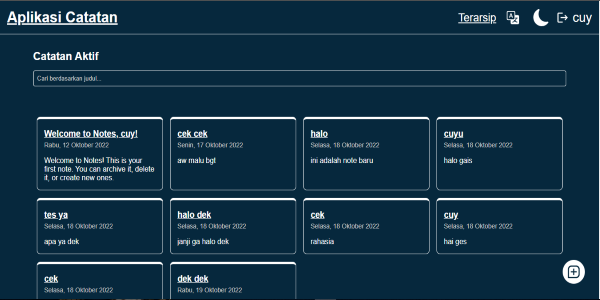 Aplikasi Catatan
Terarsip
cuy
Catatan Aktif
Cari berdasarkan judul...
Welcome to Notes, cuy!
Rabu, 12 Oktober 2022
Welcome to Notes! This is your
first note. You can archive it, delete
it, or create new ones.
cek cek
Senin, 17 Oktober 2022
aw malu bgt
halo
Selasa, 18 Oktober 2022
ini adalah note baru
cuyu
Selasa, 18 Oktober 2022
halo gais
tes ya
Selasa, 18 Oktober 2022
apa ya dek
halo dek
Selasa, 18 Oktober 2022
janji ga halo dek
cek
Selasa, 18 Oktober 2022
rahasia
cuy
Selasa, 18 Oktober 2022
hai ges
cek
Selasa, 18 Oktober 2022
dek dek
Rabu, 19 Oktober 2022